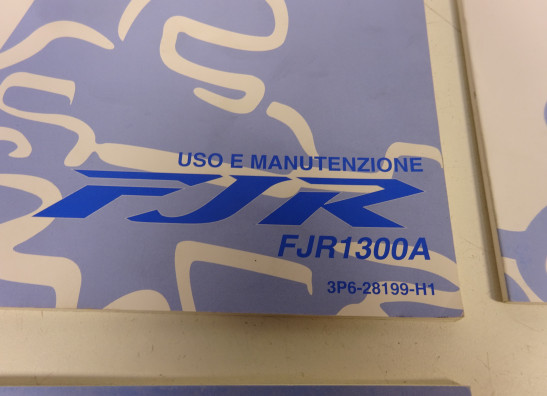 USO E MANUTENZIONE
FJR
FJR1300A
3P6-28199-H1